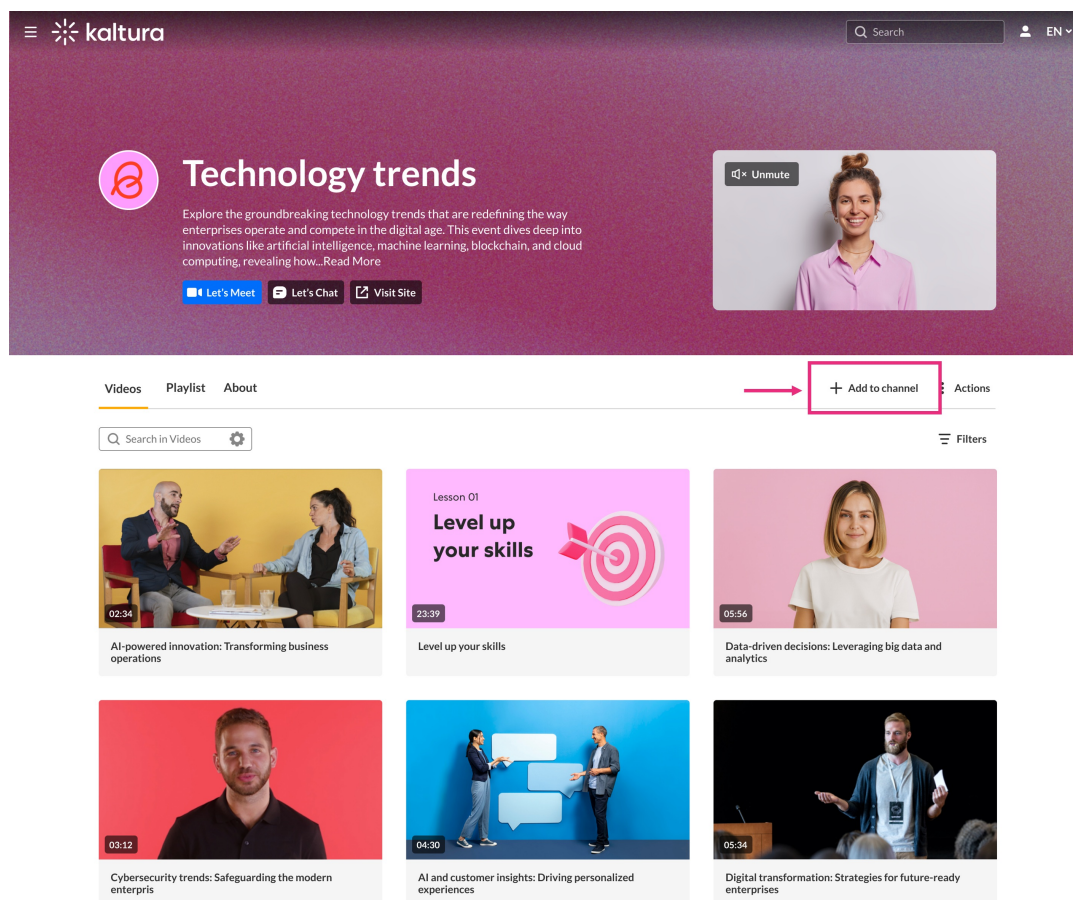 kaltura
Search
EN
Technology trends
Unmute
Explore the groundbreaking technology trends that are redefining the way
enterprises operate and compete in the digital age. This event dives deep into
innovations like artificial intelligence, machine learning, blockchain, and cloud
computing, revealing how...Read More
Let's Meet
Let's Chat
Visit Site
Videos
Playlist
About
Add to channel
Actions
Search in Videos
Filters
02:34
Lesson 01
Level up
your skills
23:39
05:56
AI-powered innovation: Transforming business
operations
Level up your skills
Data-driven decisions: Leveraging big data and
analytics
03:12
04:30
05:34
Cybersecurity trends: Safeguarding the modern
enterpris
AI and customer insights: Driving personalized
experiences
Digital transformation: Strategies for future-ready
enterprises